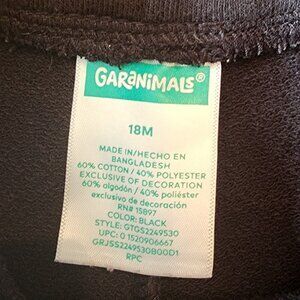 GARANIMALS®
18M
MADE IN/HECHO EN
BANGLADESH
60% COTTON / 40% POLYESTER
EXCLUSIVE OF DECORATION
60% algodón / 40% poliéster
exclusivo de decoración
RN# 15897
COLOR: BLACK
STYLE: GTGS2249530
UPC: 0 1520906667
GRJSS2249530B00D1
RPC